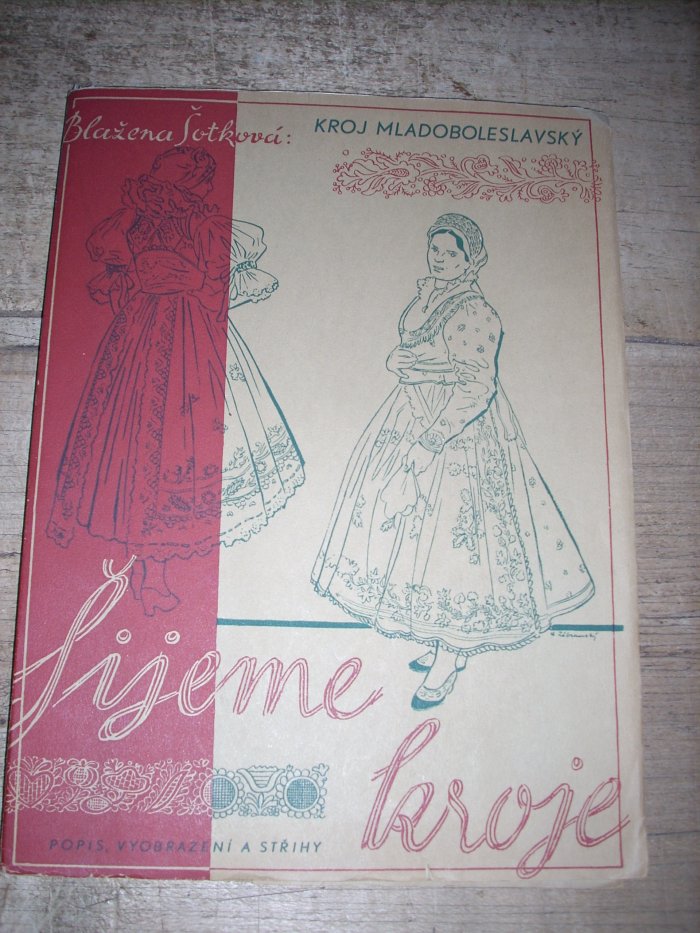 Blažena Šotková:
KROJ MLADOBOLESLAVSKÝ
Šijeme
kroje
POPIS, VYOBRAZENÍ A STŘIHY